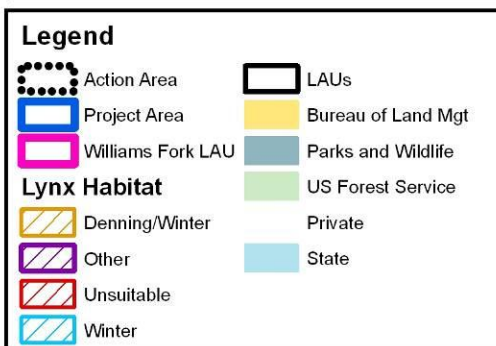 Legend
Action Area
Project Area
Williams Fork LAU
Lynx Habitat
Denning/Winter
Other
Unsuitable
Winter
LAUs
Bureau of Land Mgt
Parks and Wildlife
US Forest Service
Private
State